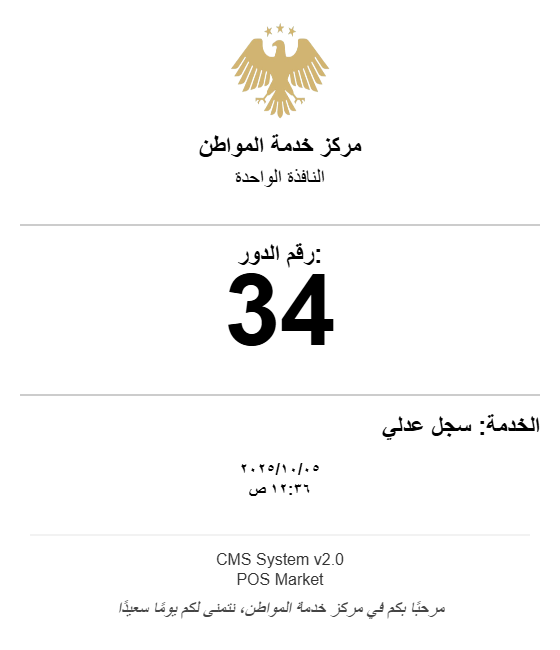 مركز خدمة المواطن
النافذة الواحدة
رقم الدور:
34
الخدمة: سجل عدلي
٢٠٢٥/١٠/٠٥
١٢:٣٦ ص
CMS System v2.0
POS Market
مرحبًا بكم في مركز خدمة المواطن، نتمنى لكم يومًا سعيدًا